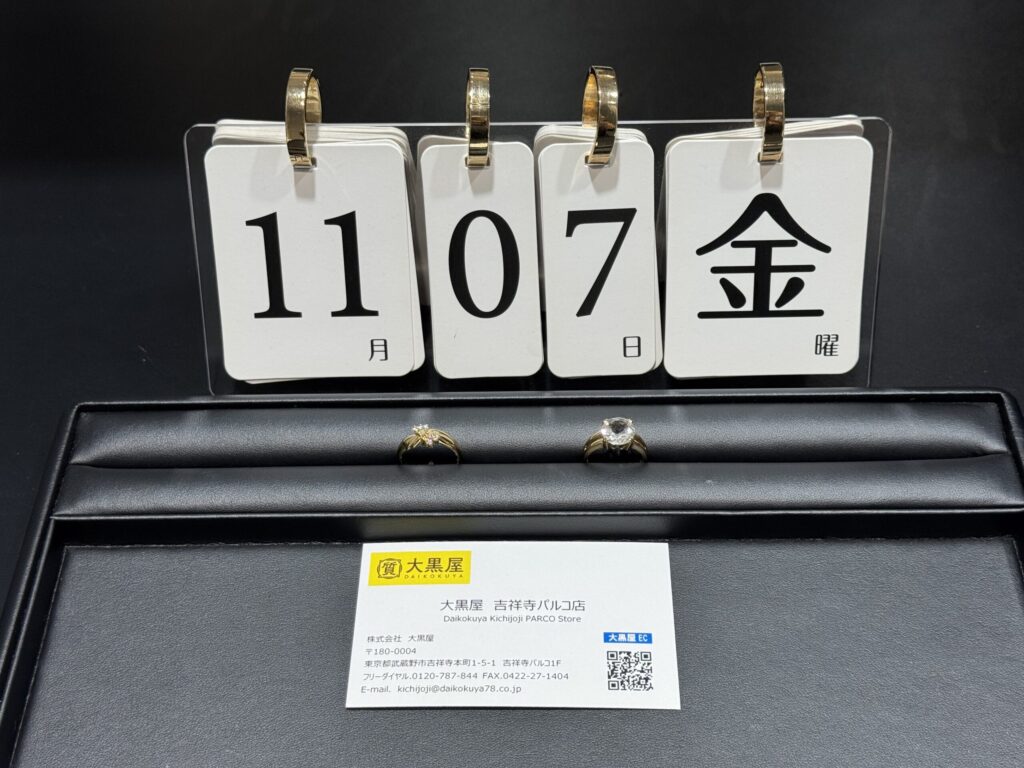 11
月
07
日
金
曜
質 大黒屋
DAIKOKUYA
大黒屋 吉祥寺パルコ店
Daikokuya Kichijoji PARCO Store
株式会社 大黒屋
〒180-0004
東京都武蔵野市吉祥寺本町1-5-1 吉祥寺パルコ1F
フリーダイヤル.0120-787-844 FAX.0422-27-1404
E-mail. kichijoji@daikokuya78.co.jp
大黒屋 EC